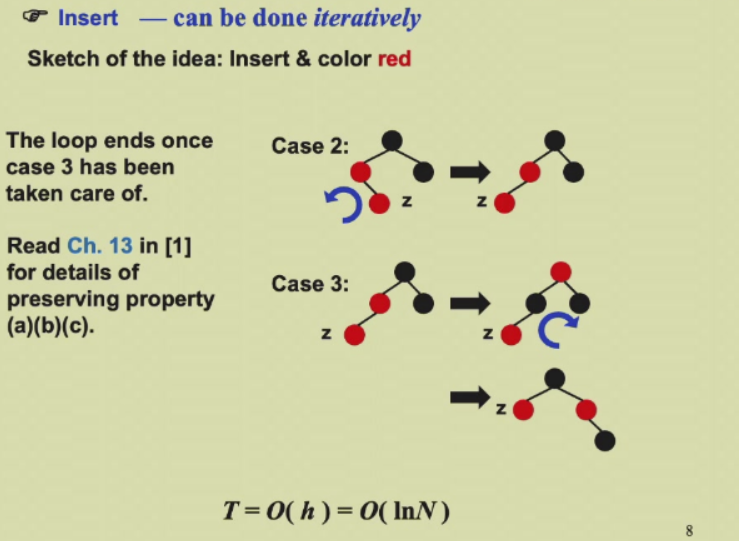 ☞ Insert — can be done iteratively
Sketch of the idea: Insert & color red
The loop ends once
case 3 has been
taken care of.
Case 2:
z
z
Read Ch. 13 in [1]
for details of
preserving property
(a)(b)(c).
Case 3:
z
z
z
T = O( h ) = O( lnN )
8